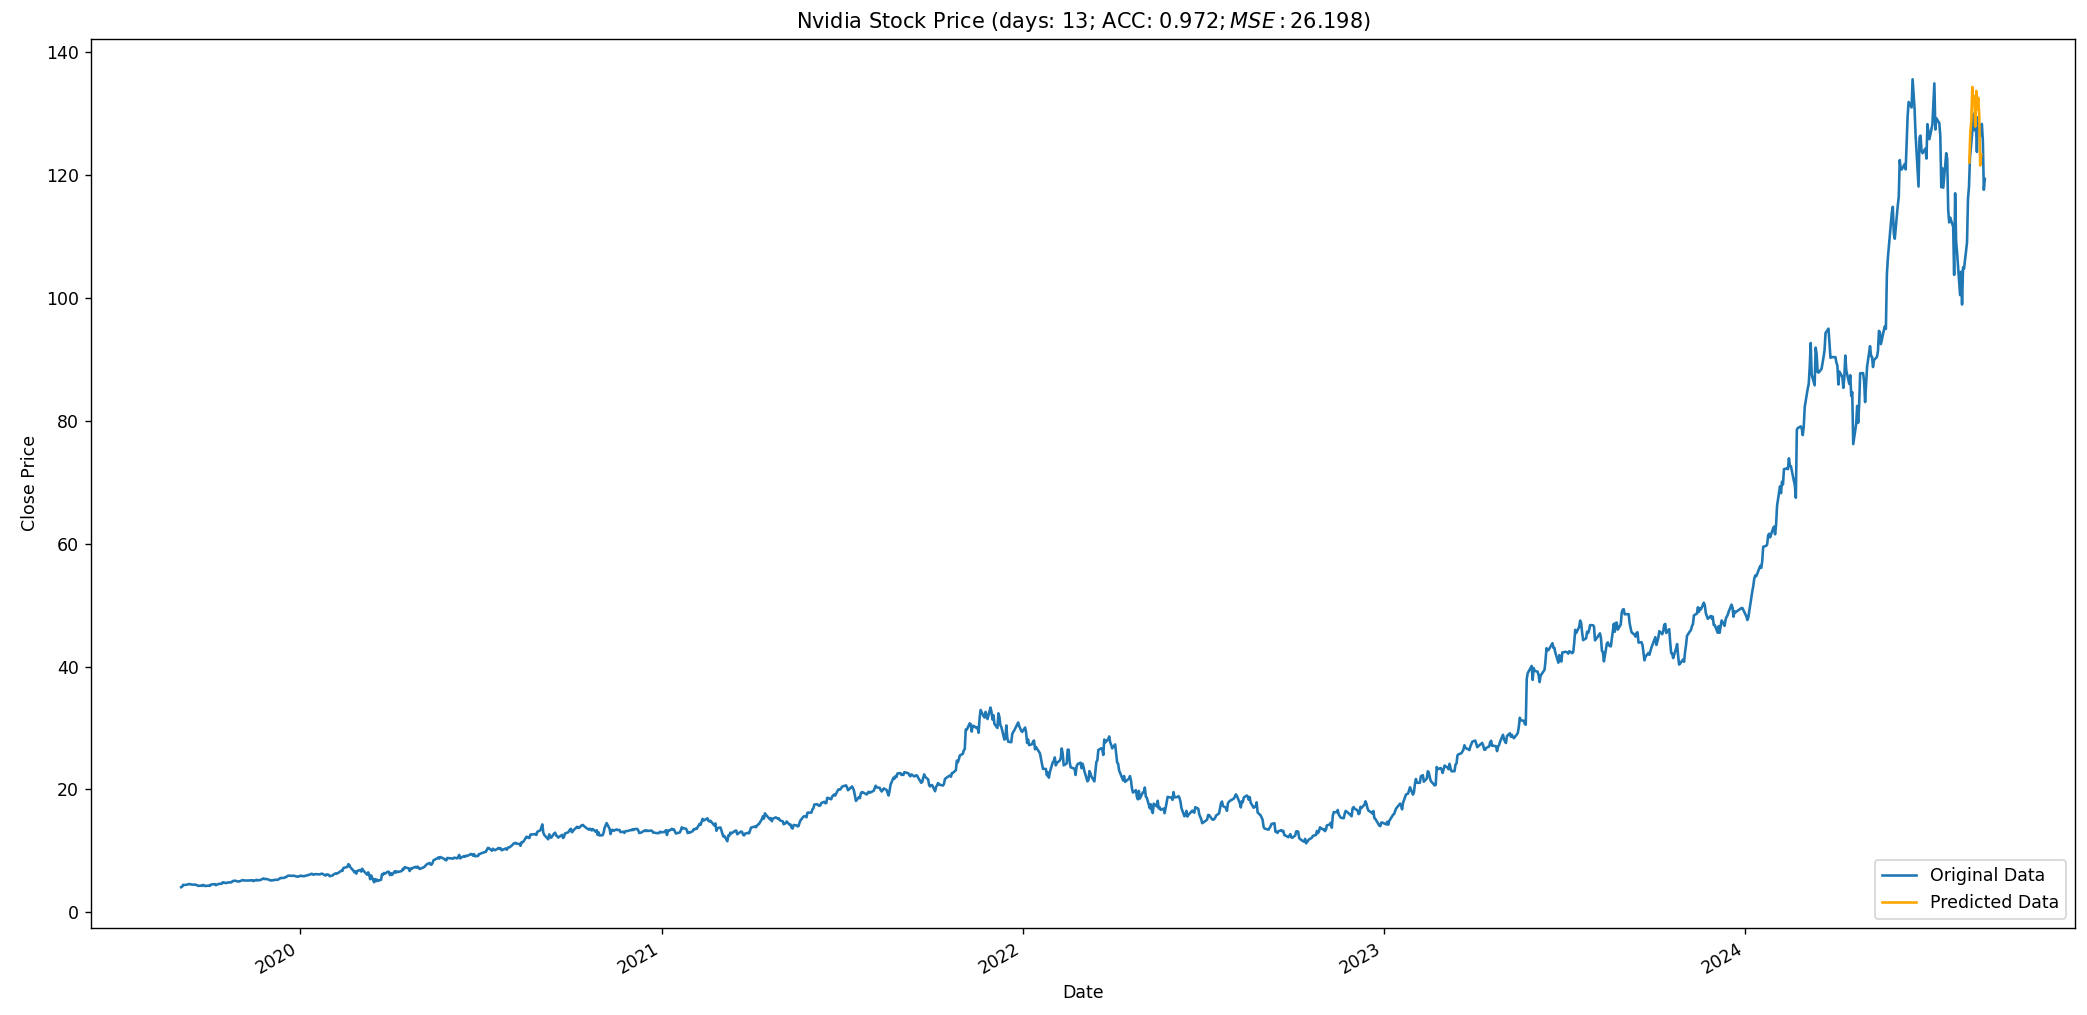 Nvidia Stock Price (days: 13; ACC: 0.972; MSE : 26.198)
140
120
100
80
60
40
20
0
Close Price
2020
2021
2022
2023
2024
Date
Original Data
Predicted Data